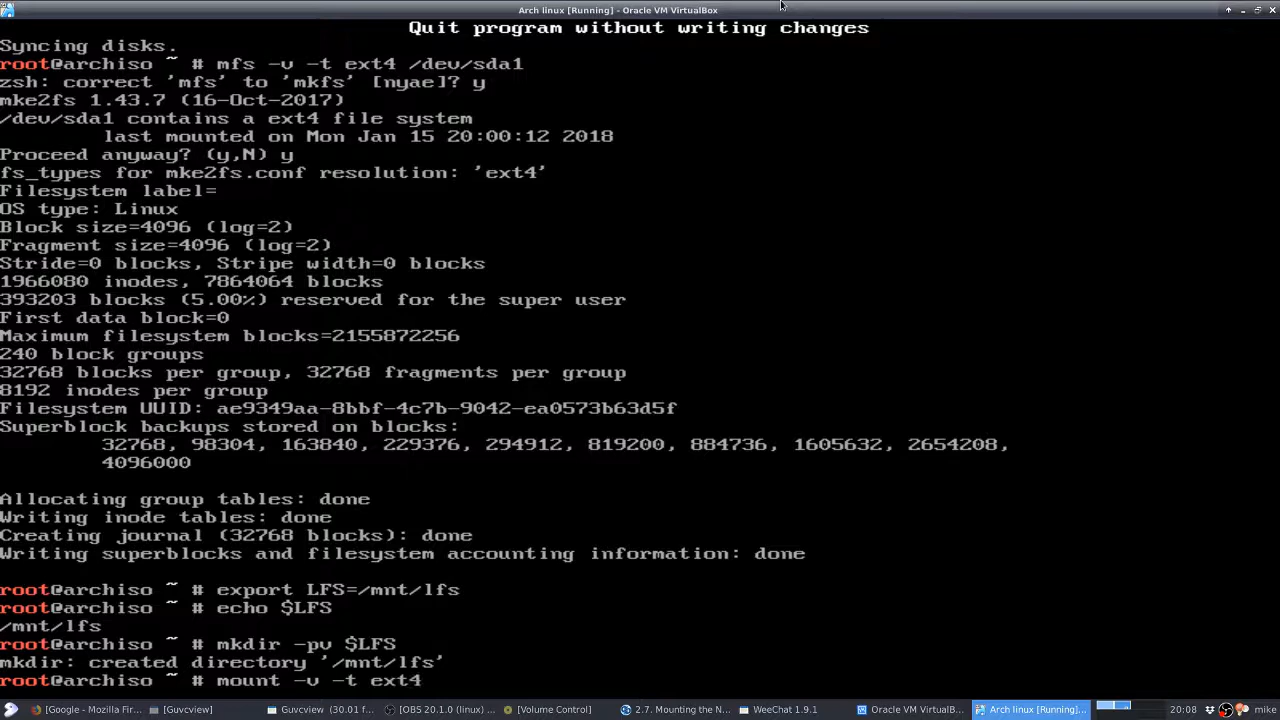 Arch linux [Running] - Oracle VM VirtualBox
Quit program without writing changes
Syncing disks.
root@archiso ~ # mfs -v -t ext4 /dev/sda1
zsh: correct 'mfs' to 'mkfs' [nyae]? y
mke2fs 1.43.7 (16-Oct-2017)
/dev/sda1 contains a ext4 file system
last mounted on Mon Jan 15 20:00:12 2018
Proceed anyway? (y,N) y
fs_types for mke2fs.conf resolution: 'ext4'
Filesystem label=
OS type: Linux
Block size=4096 (log=2)
Fragment size=4096 (log=2)
Stride=0 blocks, Stripe width=0 blocks
1966080 inodes, 7864064 blocks
393203 blocks (5.00%) reserved for the super user
First data block=0
Maximum filesystem blocks=2155872256
240 block groups
32768 blocks per group, 32768 fragments per group
8192 inodes per group
Filesystem UUID: ae9349aa-8bbf-4c7b-9042-ea0573b63d5f
Superblock backups stored on blocks:
32768, 98304, 163840, 229376, 294912, 819200, 884736, 1605632, 2654208,
4096000
Allocating group tables: done
Writing inode tables: done
Creating journal (32768 blocks): done
Writing superblocks and filesystem accounting information: done
root@archiso ~ # export LFS=/mnt/lfs
root@archiso ~ # echo $LFS
/mnt/lfs
root@archiso ~ # mkdir -pv $LFS
mkdir: created directory '/mnt/lfs'
root@archiso ~ # mount -v -t ext4
[Google - Mozilla Fir... [Guvcview] Guvcview (30.01 f... [OBS 20.1.0 (linux) ... [Volume Control] 2.7. Mounting the N... WeeChat 1.9.1 Oracle VM VirtualB... Arch linux [Running]... 20:08 mike